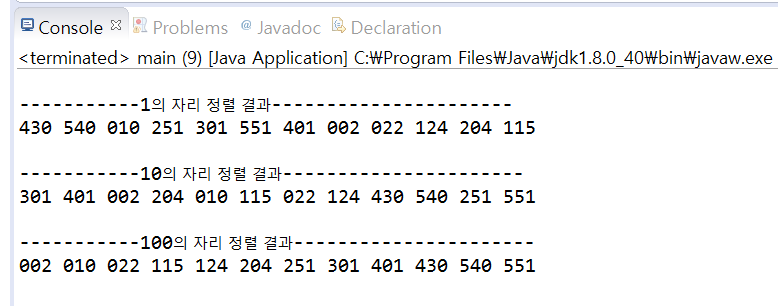 Console Problems @ Javadoc Declaration
<terminated> main (9) [Java Application] C:₩Program Files₩Java₩jdk1.8.0_40₩bin₩javaw.exe
-----------1의 자리 정렬 결과----------------------
430 540 010 251 301 551 401 002 022 124 204 115
-----------10의 자리 정렬 결과----------------------
301 401 002 204 010 115 022 124 430 540 251 551
-----------100의 자리 정렬 결과----------------------
002 010 022 115 124 204 251 301 401 430 540 551